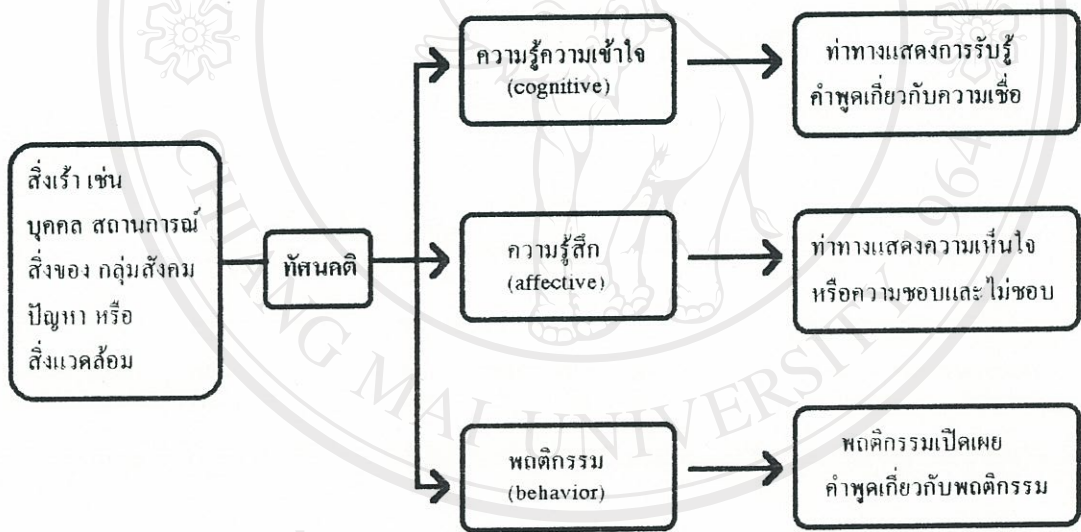 ความรู้ความเข้าใจ
(cognitive)
ท่าทางแสดงการรับรู้
คำพูดเกี่ยวกับความเชื่อ
สิ่งเร้า เช่น
บุคคล สถานการณ์
สิ่งของ กลุ่มสังคม
ปัญหา หรือ
สิ่งแวดล้อม
ทัศนคติ
ความรู้สึก
(affective)
ท่าทางแสดงความเห็นใจ
หรือความชอบและไม่ชอบ
พฤติกรรม
(behavior)
พฤติกรรมเปิดเผย
คำพูดเกี่ยวกับพฤติกรรม
CHIANG MAI UNIVERSITY 1964